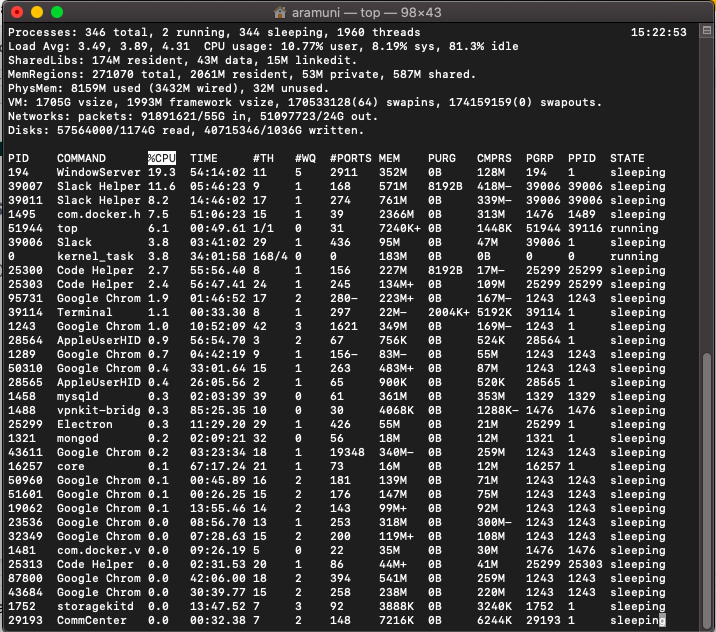 aramuni — top — 98×43
Processes: 346 total, 2 running, 344 sleeping, 1960 threads 15:22:53
Load Avg: 3.49, 3.89, 4.31 CPU usage: 10.77% user, 8.19% sys, 81.3% idle
SharedLibs: 174M resident, 43M data, 15M linkedit.
MemRegions: 271070 total, 2061M resident, 53M private, 587M shared.
PhysMem: 8159M used (3432M wired), 32M unused.
VM: 1705G vsize, 1993M framework vsize, 170533128(64) swapins, 174159159(0) swapouts.
Networks: packets: 91891621/55G in, 51097723/24G out.
Disks: 57564000/1174G read, 40715346/1036G written.
PID COMMAND %CPU TIME #TH #WQ #PORTS MEM PURG CMPRS PGRP PPID STATE
194 WindowServer 19.3 54:14:02 11 5 2911 352M 0B 128M 194 1 sleeping
39007 Slack Helper 11.6 05:46:23 9 1 168 571M 8192B 418M− 39006 39006 sleeping
39011 Slack Helper 8.2 14:46:02 17 1 274 761M 0B 339M− 39006 39006 sleeping
1495 com.docker.h 7.5 51:06:23 15 1 39 2366M 0B 313M 1476 1489 sleeping
51944 top 6.1 00:49.61 1/1 0 31 7240K+ 0B 1448K 51944 39116 running
39006 Slack 3.8 03:41:02 29 1 436 95M 0B 47M 39006 1 sleeping
0 kernel_task 3.8 34:01:58 168/4 0 0 183M 0B 0B 0 0 running
25300 Code Helper 2.7 55:56.40 8 1 156 227M 8192B 17M− 25299 25299 sleeping
25303 Code Helper 2.4 56:47.41 24 1 245 134M+ 0B 109M 25299 25299 sleeping
95731 Google Chrom 1.9 01:46:52 17 2 280− 223M+ 0B 167M− 1243 1243 sleeping
39114 Terminal 1.1 00:33.30 8 1 297 22M− 2004K+ 5192K 39114 1 sleeping
1243 Google Chrom 1.0 10:52:09 42 3 1621 349M 0B 169M− 1243 1 sleeping
28564 AppleUserHID 0.9 56:54.70 3 2 67 756K 0B 524K 28564 1 sleeping
1289 Google Chrom 0.7 04:42:19 9 1 156− 83M− 0B 55M 1243 1243 sleeping
50310 Google Chrom 0.4 33:01.64 15 1 263 483M+ 0B 87M 1243 1243 sleeping
28565 AppleUserHID 0.4 26:05.56 2 1 65 900K 0B 520K 28565 1 sleeping
1458 mysqld 0.3 02:03:39 39 0 61 361M 0B 353M 1329 1329 sleeping
1488 vpnkit-bridg 0.3 85:25.35 10 0 30 4068K 0B 1288K− 1476 1476 sleeping
25299 Electron 0.3 11:29.20 29 1 426 55M 0B 21M 25299 1 sleeping
1321 mongod 0.2 02:09:21 32 0 56 18M 0B 12M 1321 1 sleeping
43611 Google Chrom 0.2 03:23:34 18 1 19348 340M− 0B 259M 1243 1243 sleeping
16257 core 0.1 67:17.24 21 1 73 16M 0B 12M 16257 1 sleeping
50960 Google Chrom 0.1 00:45.89 16 2 181 139M 0B 71M 1243 1243 sleeping
51601 Google Chrom 0.1 00:26.25 15 2 176 147M 0B 75M 1243 1243 sleeping
19062 Google Chrom 0.1 13:55.46 14 2 143 99M+ 0B 92M 1243 1243 sleeping
23536 Google Chrom 0.0 08:56.70 13 1 253 318M 0B 300M− 1243 1243 sleeping
32349 Google Chrom 0.0 07:28.63 15 2 200 119M+ 0B 108M 1243 1243 sleeping
1481 com.docker.v 0.0 09:26.19 5 0 22 35M 0B 30M 1476 1476 sleeping
25313 Code Helper 0.0 02:31.53 20 1 86 44M+ 0B 41M 25299 25303 sleeping
87800 Google Chrom 0.0 42:06.00 18 2 394 541M 0B 259M 1243 1243 sleeping
43684 Google Chrom 0.0 30:39.77 15 2 258 238M 0B 220M 1243 1243 sleeping
1752 storagekitd 0.0 13:47.52 7 3 92 3888K 0B 3240K 1752 1 sleeping
29193 CommCenter 0.0 00:32.38 7 2 148 7216K 0B 6244K 29193 1 sleeping